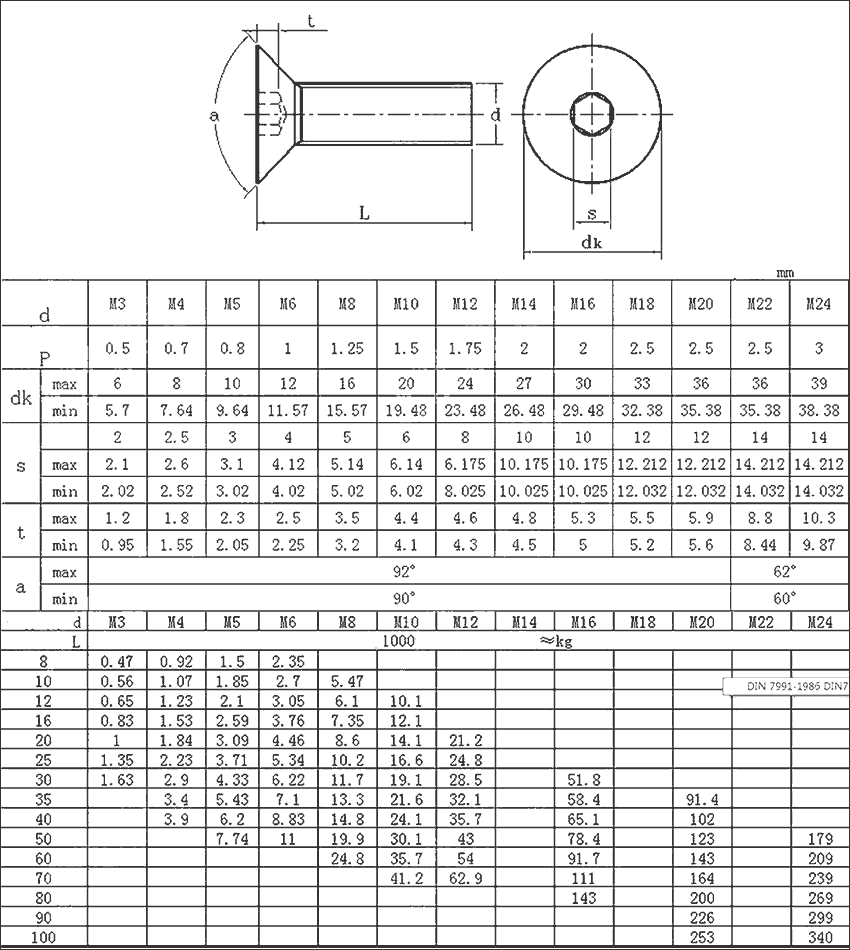 t
a
d
L
s
dk
mm
d M3 M4 M5 M6 M8 M10 M12 M14 M16 M18 M20 M22 M24
P 0.5 0.7 0.8 1 1.25 1.5 1.75 2 2 2.5 2.5 2.5 3
dk max 6 8 10 12 16 20 24 27 30 33 36 36 39
min 5.7 7.64 9.64 11.57 15.57 19.48 23.48 26.48 29.48 32.38 35.38 35.38 38.38
s 2 2.5 3 4 5 6 8 10 10 12 12 14 14
max 2.1 2.6 3.1 4.12 5.14 6.14 6.175 10.175 10.175 12.212 12.212 14.212 14.212
min 2.02 2.52 3.02 4.02 5.02 6.02 8.025 10.025 10.025 12.032 12.032 14.032 14.032
t max 1.2 1.8 2.3 2.5 3.5 4.4 4.6 4.8 5.3 5.5 5.9 8.8 10.3
min 0.95 1.55 2.05 2.25 3.2 4.1 4.3 4.5 5 5.2 5.6 8.44 9.87
a max 92° 62°
min 90° 60°
d M3 M4 M5 M6 M8 M10 M12 M14 M16 M18 M20 M22 M24
L 1000 ≈kg
8 0.47 0.92 1.5 2.35
10 0.56 1.07 1.85 2.7 5.47 DIN 7991-1986 DIN7
12 0.65 1.23 2.1 3.05 6.1 10.1
16 0.83 1.53 2.59 3.76 7.35 12.1
20 1 1.84 3.09 4.46 8.6 14.1 21.2
25 1.35 2.23 3.71 5.34 10.2 16.6 24.8
30 1.63 2.9 4.33 6.22 11.7 19.1 28.5 51.8
35 3.4 5.43 7.1 13.3 21.6 32.1 58.4 91.4
40 3.9 6.2 8.83 14.8 24.1 35.7 65.1 102
50 7.74 11 19.9 30.1 43 78.4 123 179
60 24.8 35.7 54 91.7 143 209
70 41.2 62.9 111 164 239
80 143 200 269
90 226 299
100 253 340